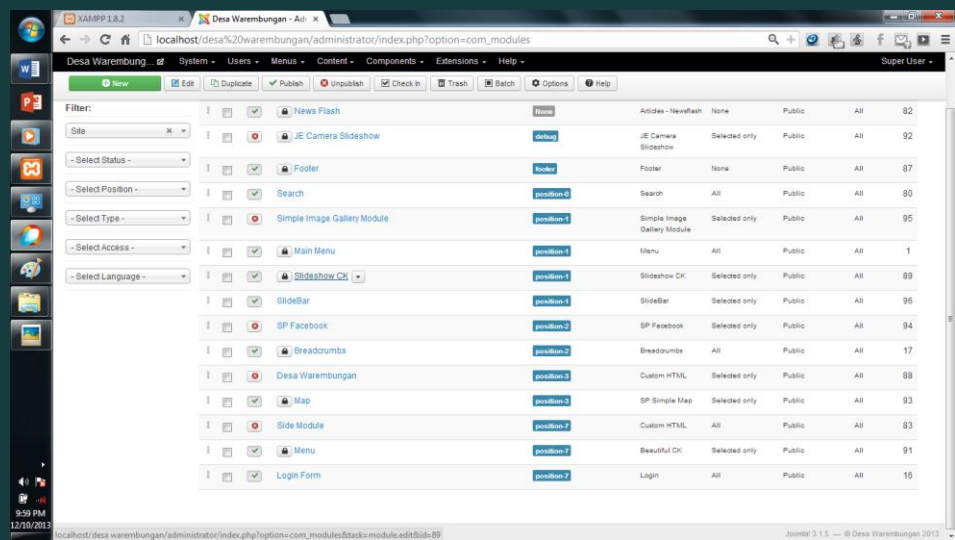 XAMPP 1.8.2
Desa Warembungan - Adı
localhost/desa%20warembungan/administrator/index.php?option=com_modules
Desa Warembung... System Users Menus Content Components Extensions Help Super User
New Edit Duplicate Publish Unpublish Check In Trash Batch Options Help
Filter:
Site
- Select Status -
- Select Position -
- Select Type -
- Select Access -
- Select Language -
News Flash None Articles - Newsflash None Public All 82
JE Camera Slideshow debug JE Camera Slideshow Selected only Public All 92
Footer footer Footer None Public All 87
Search position-0 Search All Public All 80
Simple Image Gallery Module position-1 Simple Image Gallery Module Selected only Public All 95
Main Menu position-1 Menu All Public All 1
Slideshow CK position-1 Slideshow CK Selected only Public All 89
SlideBar position-1 SlideBar Selected only Public All 96
SP Facebook position-2 SP Facebook Selected only Public All 94
Breadcrumbs position-2 Breadcrumbs All Public All 17
Desa Warembungan position-3 Custom HTML Selected only Public All 88
Map position-3 SP Simple Map Selected only Public All 93
Side Module position-7 Custom HTML All Public All 83
Menu position-7 Beautiful CK Selected only Public All 91
Login Form position-7 Login All Public All 16
9:59 PM
12/10/2013
localhost/desa warembungan/administrator/index.php?option=com_modules&task=module.edit&id=89
Joomla! 3.1.5 — © Desa Warembungan 2013